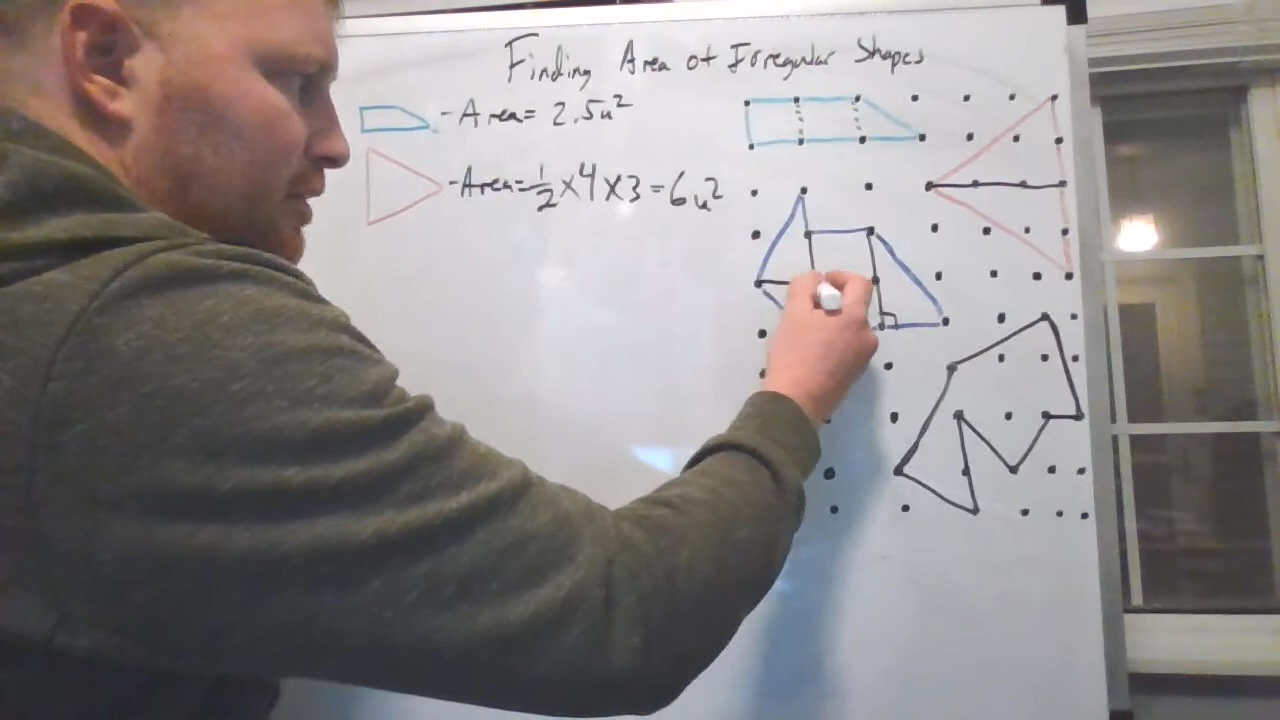 Finding Area of Irregular Shapes
- Area = 2.5u²
- Area = 1/2 × 4 × 3 = 6u²